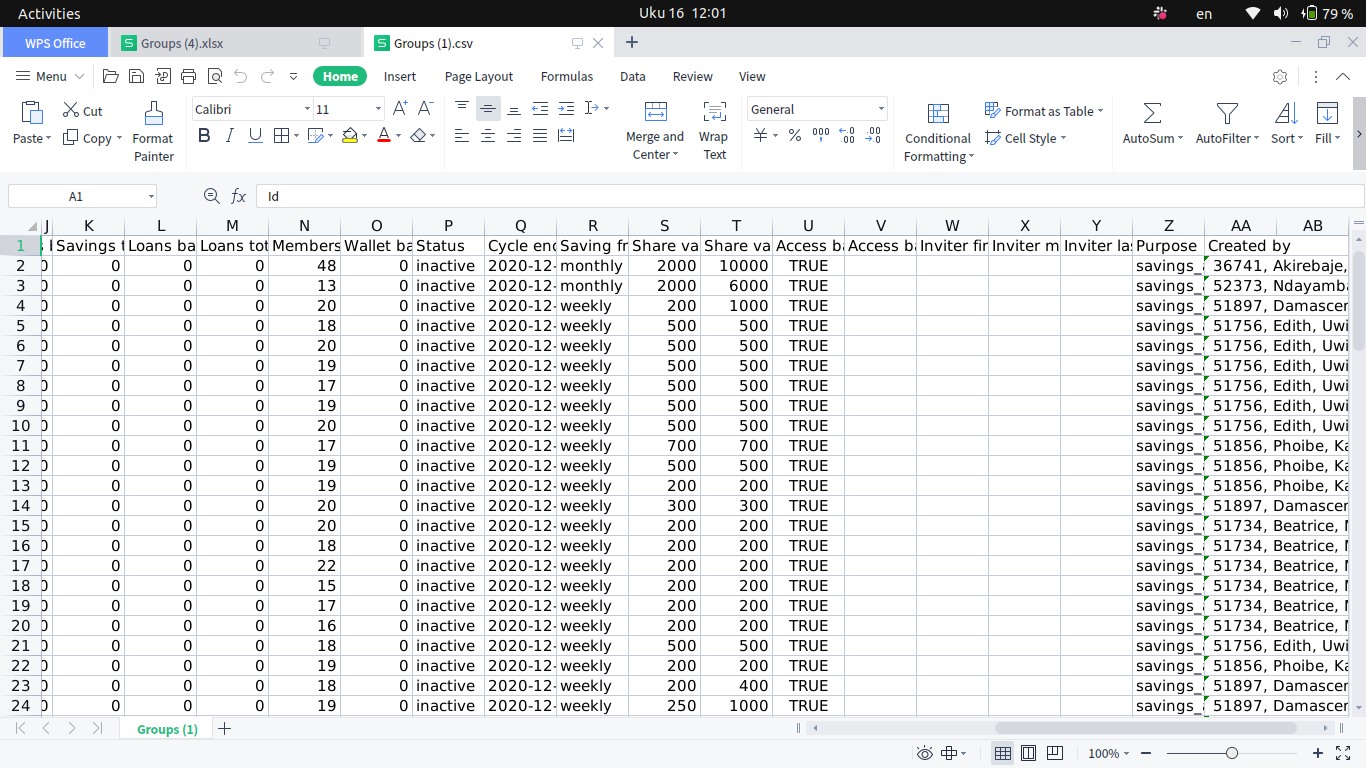 Activities Uku 16 12:01 en 79 %
WPS Office Groups (4).xlsx Groups (1).csv
Menu Home Insert Page Layout Formulas Data Review View
Cut Calibri 11 General Format as Table
Paste Copy Format Painter Merge and Center Wrap Text Conditional Formatting Cell Style AutoSum AutoFilter Sort Fill
A1 fx Id
J K L M N O P Q R S T U V W X Y Z AA AB
1 Savings t Loans ba Loans tot Members Wallet ba Status Cycle end Saving fr Share va Share va Access ba Access ba Inviter fir Inviter m Inviter las Purpose Created by
2 0 0 0 0 48 0 inactive 2020-12- monthly 2000 10000 TRUE savings_ 36741, Akirebaje,
3 0 0 0 0 13 0 inactive 2020-12- monthly 2000 6000 TRUE savings_ 52373, Ndayamba
4 0 0 0 0 20 0 inactive 2020-12- weekly 200 1000 TRUE savings_ 51897, Damascen
5 0 0 0 0 18 0 inactive 2020-12- weekly 500 500 TRUE savings_ 51756, Edith, Uwi
6 0 0 0 0 20 0 inactive 2020-12- weekly 500 500 TRUE savings_ 51756, Edith, Uwi
7 0 0 0 0 19 0 inactive 2020-12- weekly 500 500 TRUE savings_ 51756, Edith, Uwi
8 0 0 0 0 17 0 inactive 2020-12- weekly 500 500 TRUE savings_ 51756, Edith, Uwi
9 0 0 0 0 19 0 inactive 2020-12- weekly 500 500 TRUE savings_ 51756, Edith, Uwi
10 0 0 0 0 20 0 inactive 2020-12- weekly 500 500 TRUE savings_ 51756, Edith, Uwi
11 0 0 0 0 17 0 inactive 2020-12- weekly 700 700 TRUE savings_ 51856, Phoibe, Ka
12 0 0 0 0 19 0 inactive 2020-12- weekly 500 500 TRUE savings_ 51856, Phoibe, Ka
13 0 0 0 0 19 0 inactive 2020-12- weekly 200 200 TRUE savings_ 51856, Phoibe, Ka
14 0 0 0 0 20 0 inactive 2020-12- weekly 300 300 TRUE savings_ 51897, Damascen
15 0 0 0 0 20 0 inactive 2020-12- weekly 200 200 TRUE savings_ 51734, Beatrice,
16 0 0 0 0 18 0 inactive 2020-12- weekly 200 200 TRUE savings_ 51734, Beatrice,
17 0 0 0 0 22 0 inactive 2020-12- weekly 200 200 TRUE savings_ 51734, Beatrice,
18 0 0 0 0 15 0 inactive 2020-12- weekly 200 200 TRUE savings_ 51734, Beatrice,
19 0 0 0 0 17 0 inactive 2020-12- weekly 200 200 TRUE savings_ 51734, Beatrice,
20 0 0 0 0 16 0 inactive 2020-12- weekly 200 200 TRUE savings_ 51734, Beatrice,
21 0 0 0 0 18 0 inactive 2020-12- weekly 500 500 TRUE savings_ 51756, Edith, Uwi
22 0 0 0 0 19 0 inactive 2020-12- weekly 200 200 TRUE savings_ 51856, Phoibe, Ka
23 0 0 0 0 18 0 inactive 2020-12- weekly 200 400 TRUE savings_ 51897, Damascen
24 0 0 0 0 19 0 inactive 2020-12- weekly 250 1000 TRUE savings_ 51897, Damascen
Groups (1)
100%